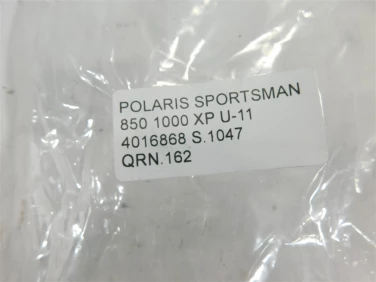 POLARIS SPORTSMAN
850 1000 XP U-11
4016868 S.1047
QRN.162